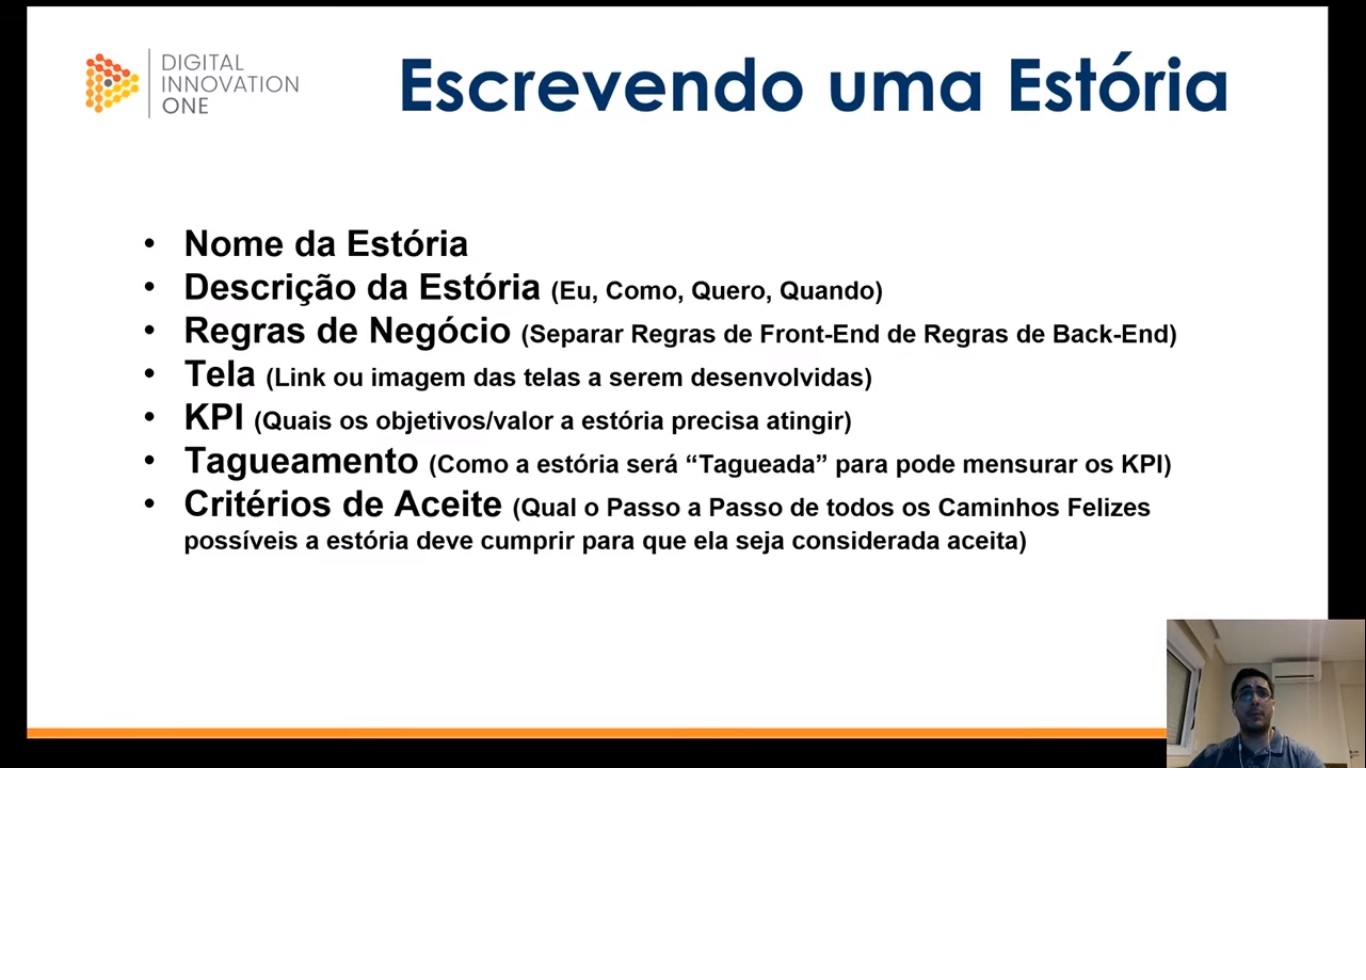 DIGITAL
INNOVATION
ONE
Escrevendo uma Estória
• Nome da Estória
• Descrição da Estória (Eu, Como, Quero, Quando)
• Regras de Negócio (Separar Regras de Front-End de Regras de Back-End)
• Tela (Link ou imagem das telas a serem desenvolvidas)
• KPI (Quais os objetivos/valor a estória precisa atingir)
• Tagueamento (Como a estória será “Tagueada” para pode mensurar os KPI)
• Critérios de Aceite (Qual o Passo a Passo de todos os Caminhos Felizes
possíveis a estória deve cumprir para que ela seja considerada aceita)